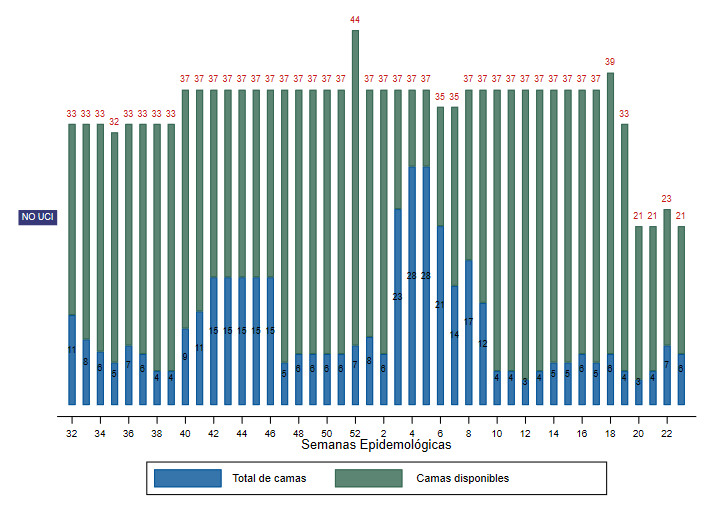 33 33 33 32 33 33 33 33 37 37 37 37 37 37 37 37 37 37 37 37 44 37 37 37 37 37 35 35 37 37 37 37 37 37 37 37 37 37 39 33 21 21 23 21
NO UCI
11 8 6 5 7 6 4 4 9 11 15 15 15 15 15 5 6 6 6 6 7 8 6 23 28 28 21 14 17 12 4 4 3 4 5 5 6 5 6 4 3 4 7 6
32 34 36 38 40 42 44 46 48 50 52 2 4 6 8 10 12 14 16 18 20 22
Semanas Epidemológicas
Total de camas Camas disponibles